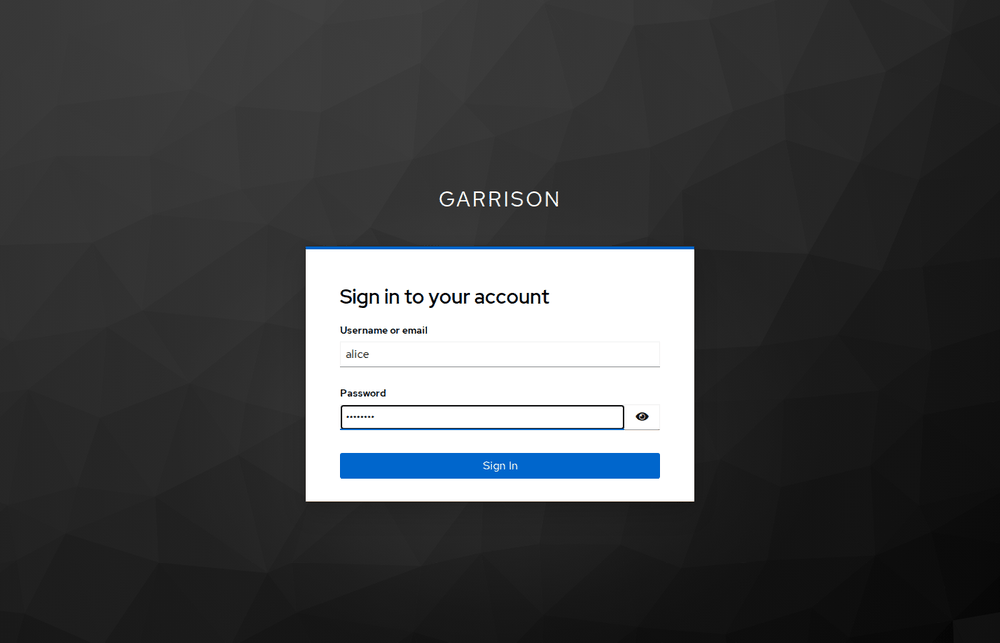 GARRISON
Sign in to your account
Username or email
alice
Password
••••••••
Sign In